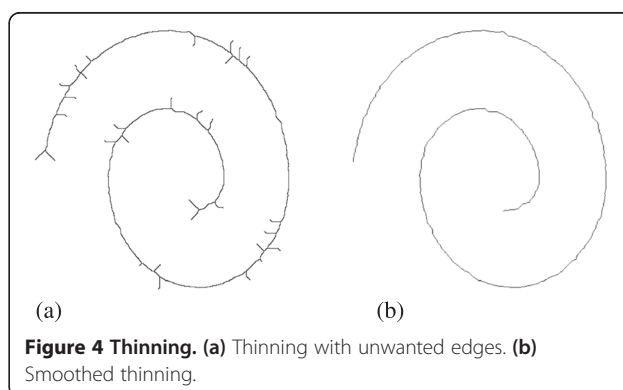 (a) (b)
Figure 4 Thinning. (a) Thinning with unwanted edges. (b)
Smoothed thinning.